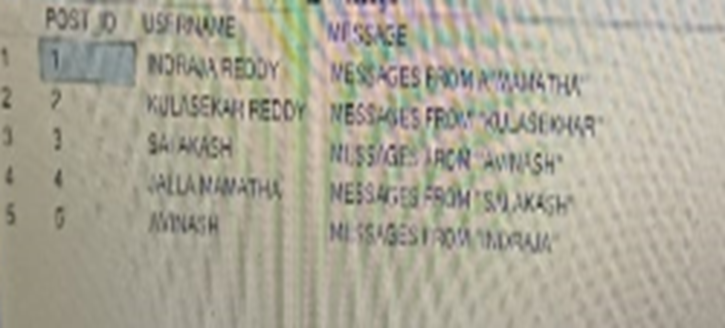 POST_ID USERNAME MESSAGE
1 1 INDRAJA REDDY MESSAGES FROM "MAMATHA"
2 2 KULASEKAR REDDY MESSAGES FROM "KULASEKHAR"
3 3 SAI AKASH MESSAGES FROM "AVINASH"
4 4 JALLA MAMATHA MESSAGES FROM "SAI AKASH"
5 5 AVINASH MESSAGES FROM "INDRAJA"